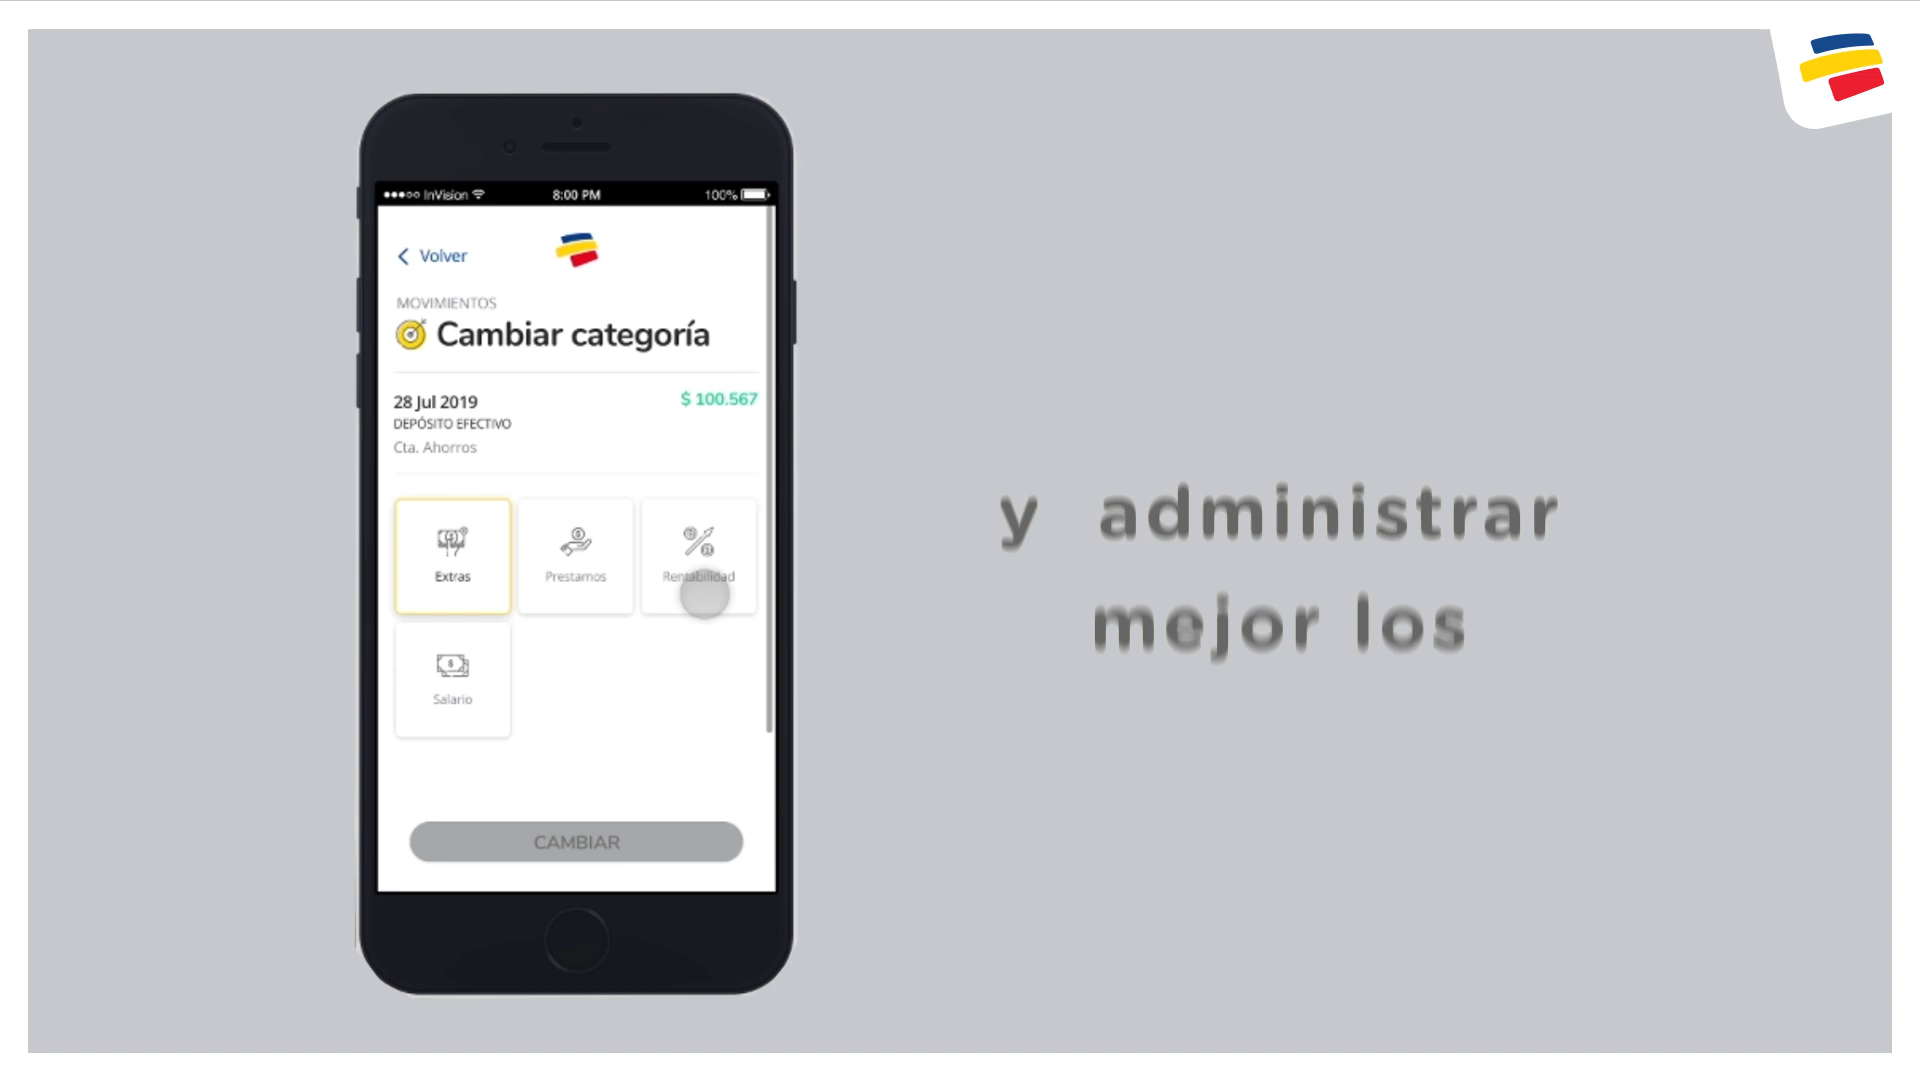 InVision 8:00 PM 100%
Volver
MOVIMIENTOS
Cambiar categoría
28 Jul 2019 $ 100.567
DEPÓSITO EFECTIVO
Cta. Ahorros
Extras Prestamos Rentabilidad
Salario
CAMBIAR
y administrar
mejor los